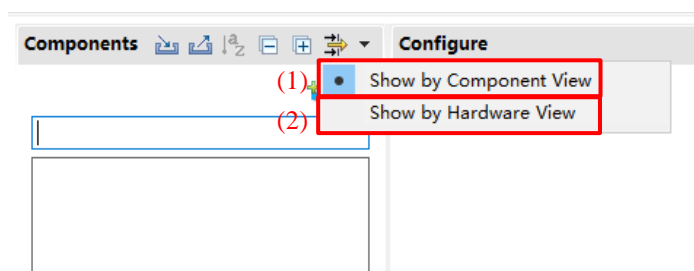 Components Configure
(1) Show by Component View
(2) Show by Hardware View